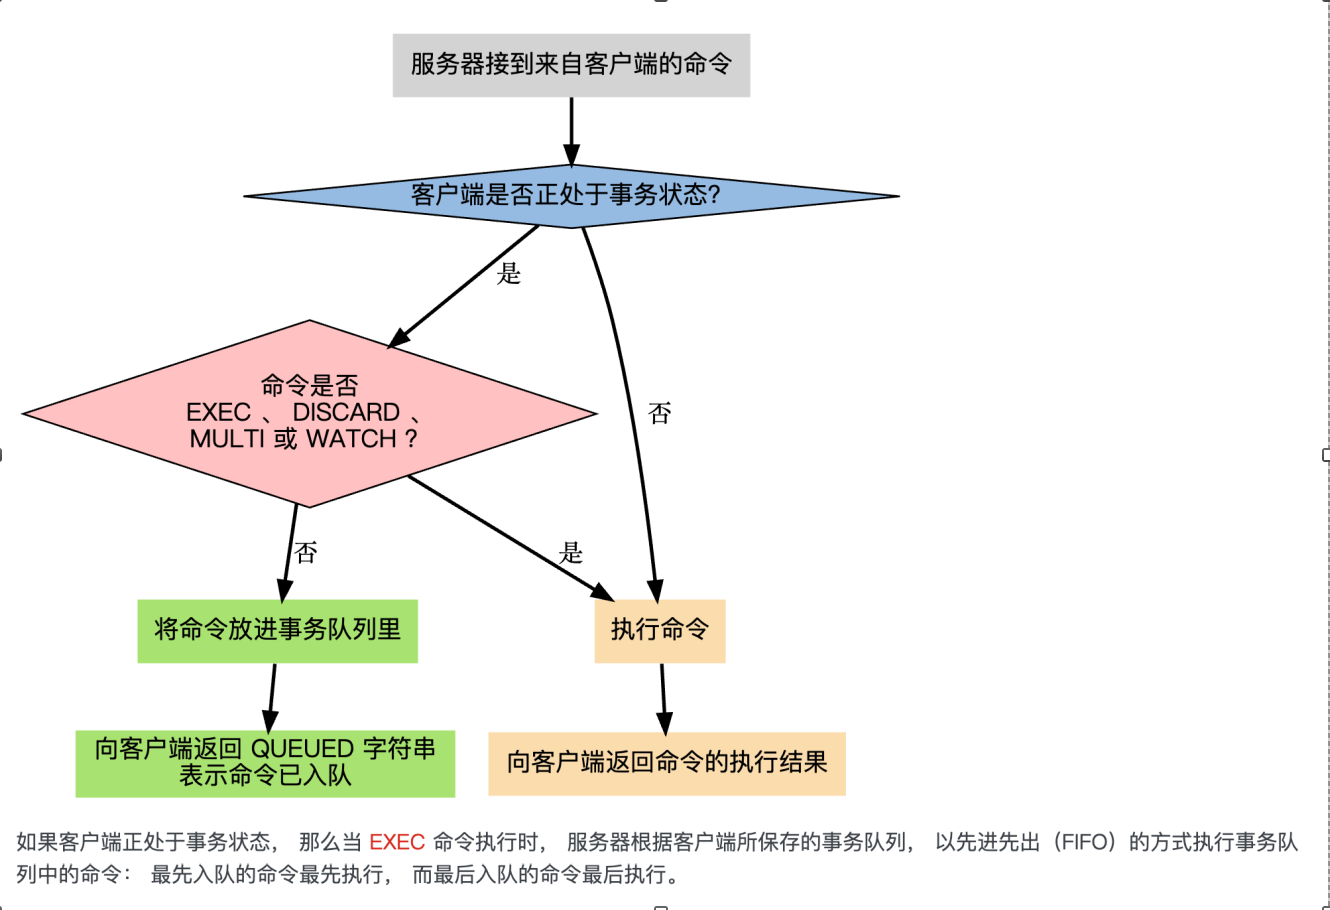 服务器接到来自客户端的命令
客户端是否正处于事务状态？
是
否
命令是否
EXEC 、 DISCARD 、
MULTI 或 WATCH ？
否
是
将命令放进事务队列里
执行命令
向客户端返回 QUEUED 字符串
表示命令已入队
向客户端返回命令的执行结果
如果客户端正处于事务状态， 那么当 EXEC 命令执行时， 服务器根据客户端所保存的事务队列， 以先进先出（FIFO）的方式执行事务队
列中的命令： 最先入队的命令最先执行， 而最后入队的命令最后执行。